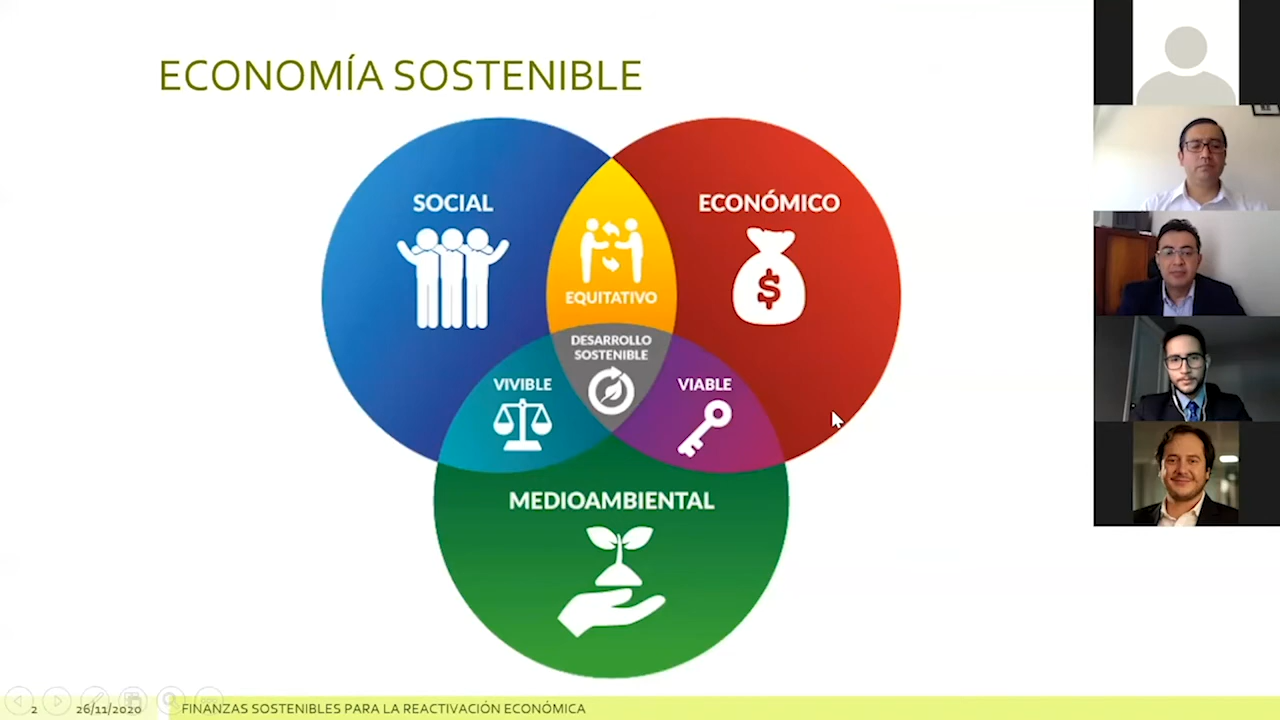 ECONOMÍA SOSTENIBLE
SOCIAL
ECONÓMICO
EQUITATIVO
DESARROLLO
SOSTENIBLE
VIVIBLE
VIABLE
$
MEDIOAMBIENTAL
2
26/11/2020
FINANZAS SOSTENIBLES PARA LA REACTIVACIÓN ECONÓMICA